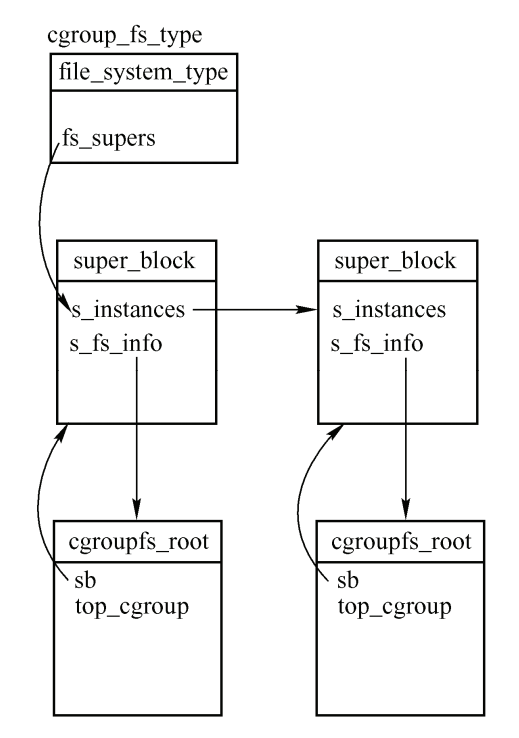 cgroup_fs_type
file_system_type
fs_supers
super_block
s_instances
s_fs_info
super_block
s_instances
s_fs_info
cgroupfs_root
sb
top_cgroup
cgroupfs_root
sb
top_cgroup